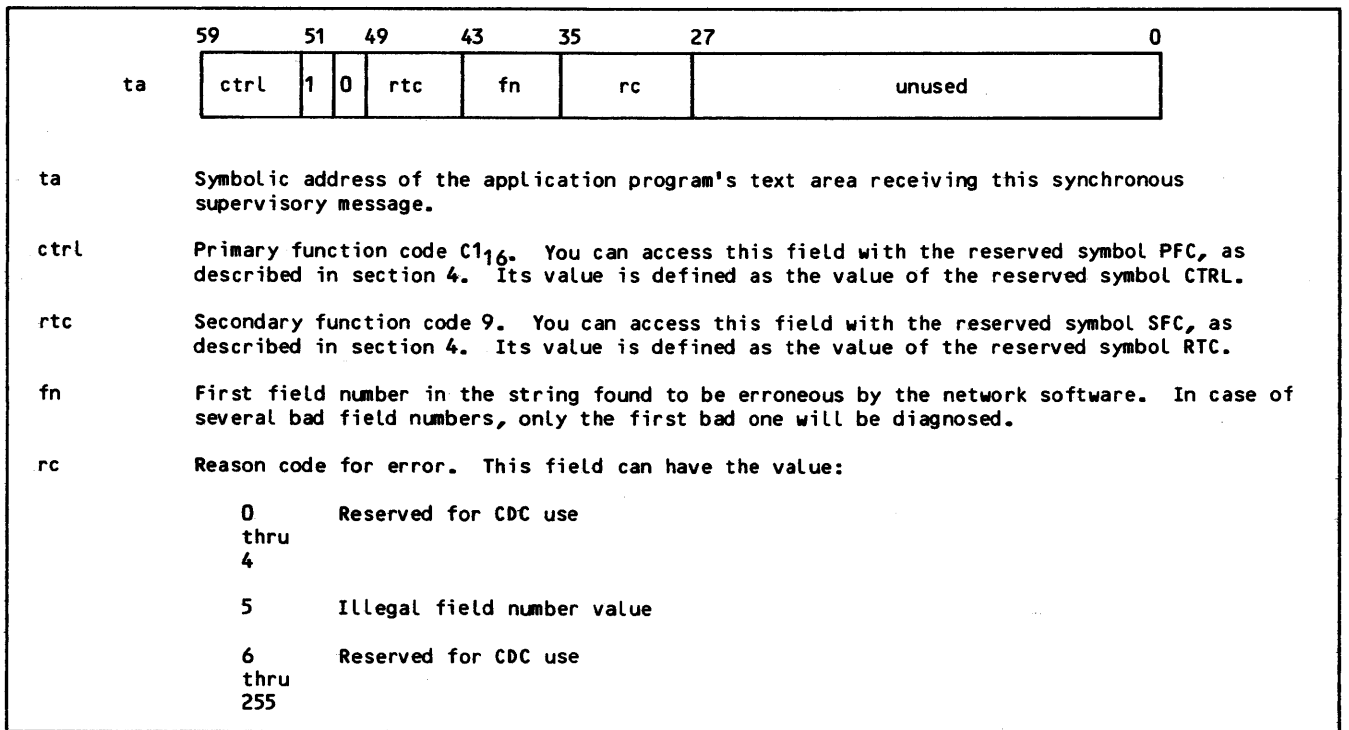 59 51 49 43 35 27 0
ta ctrl 1 0 rtc fn rc unused
ta Symbolic address of the application program's text area receiving this synchronous
supervisory message.
ctrl Primary function code C1₁₆. You can access this field with the reserved symbol PFC, as
described in section 4. Its value is defined as the value of the reserved symbol CTRL.
rtc Secondary function code 9. You can access this field with the reserved symbol SFC, as
described in section 4. Its value is defined as the value of the reserved symbol RTC.
fn First field number in the string found to be erroneous by the network software. In case of
several bad field numbers, only the first bad one will be diagnosed.
rc Reason code for error. This field can have the value:
0 Reserved for CDC use
thru
4
5 Illegal field number value
6 Reserved for CDC use
thru
255